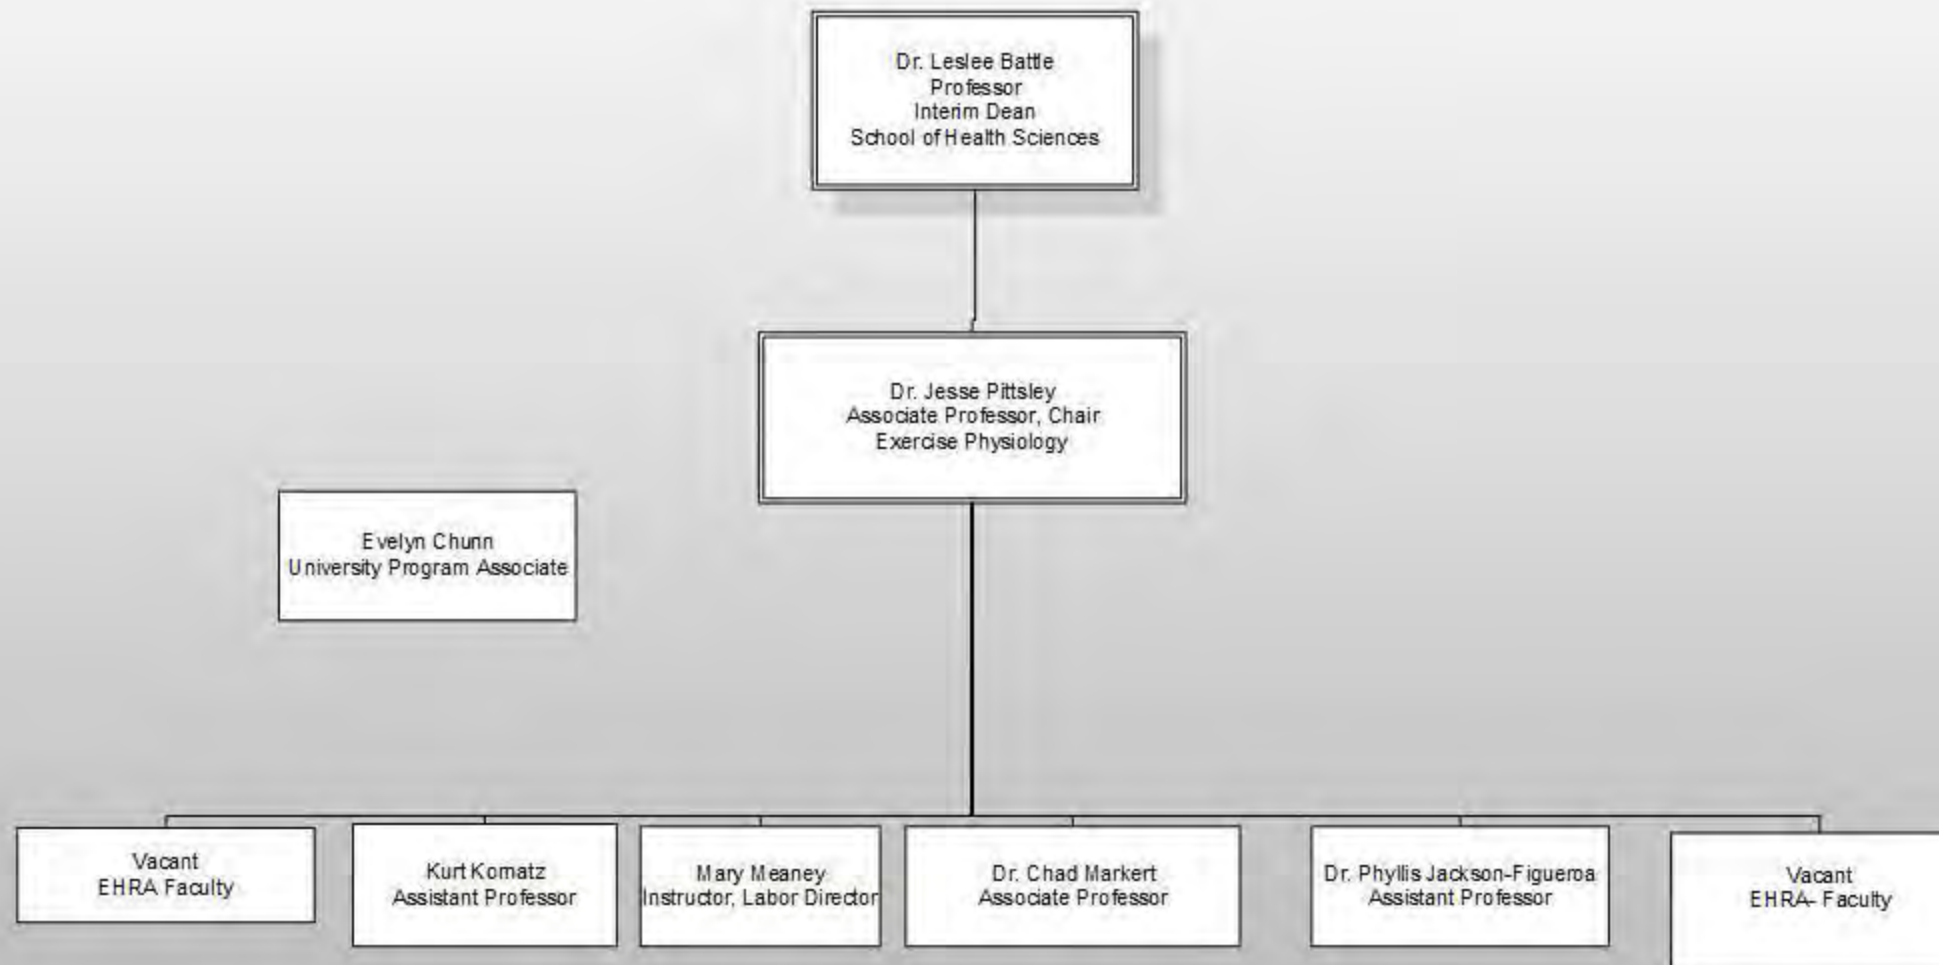 Dr. Leslee Battle
Professor
Interim Dean
School of Health Sciences
Dr. Jesse Pittsley
Associate Professor, Chair
Exercise Physiology
Evelyn Chunn
University Program Associate
Vacant
EHRA Faculty
Kurt Kornatz
Assistant Professor
Mary Meaney
Instructor, Labor Director
Dr. Chad Markert
Associate Professor
Dr. Phyllis Jackson-Figueroa
Assistant Professor
Vacant
EHRA- Faculty